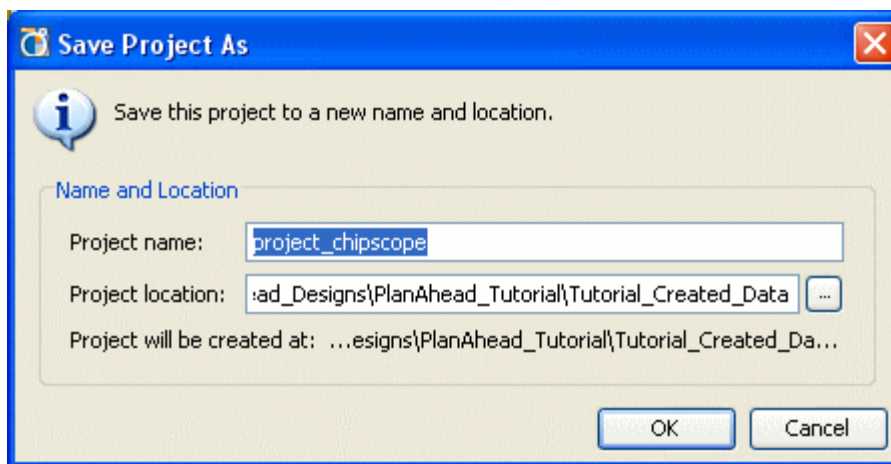 Save Project As
Save this project to a new name and location.
Name and Location
Project name: project_chipscope
Project location: ead_Designs\PlanAhead_Tutorial\Tutorial_Created_Data ...
Project will be created at: ...esigns\PlanAhead_Tutorial\Tutorial_Created_Da...
OK Cancel